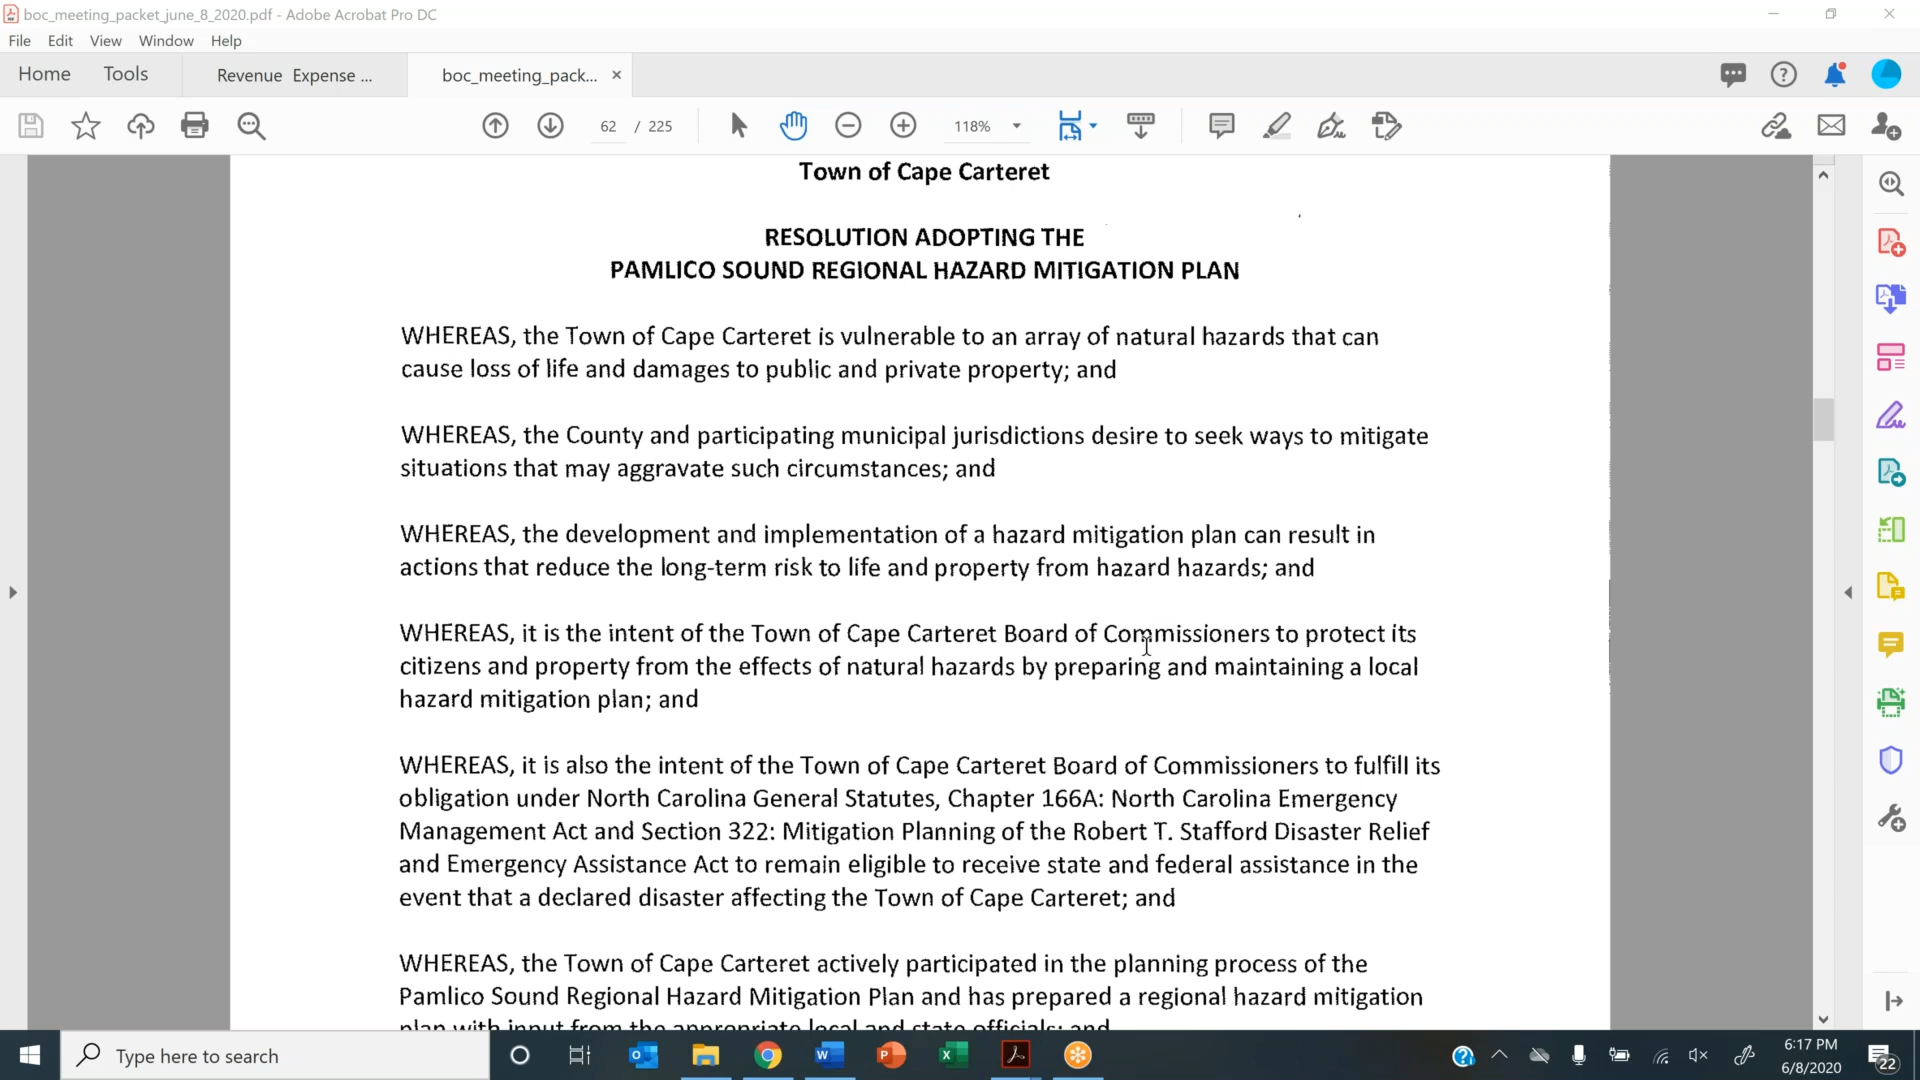 boc_meeting_packet_june_8_2020.pdf - Adobe Acrobat Pro DC
File Edit View Window Help
Home Tools Revenue Expense ... boc_meeting_pack... ×
62 / 225 118%
Town of Cape Carteret
RESOLUTION ADOPTING THE
PAMLICO SOUND REGIONAL HAZARD MITIGATION PLAN
WHEREAS, the Town of Cape Carteret is vulnerable to an array of natural hazards that can
cause loss of life and damages to public and private property; and
WHEREAS, the County and participating municipal jurisdictions desire to seek ways to mitigate
situations that may aggravate such circumstances; and
WHEREAS, the development and implementation of a hazard mitigation plan can result in
actions that reduce the long-term risk to life and property from hazard hazards; and
WHEREAS, it is the intent of the Town of Cape Carteret Board of Commissioners to protect its
citizens and property from the effects of natural hazards by preparing and maintaining a local
hazard mitigation plan; and
WHEREAS, it is also the intent of the Town of Cape Carteret Board of Commissioners to fulfill its
obligation under North Carolina General Statutes, Chapter 166A: North Carolina Emergency
Management Act and Section 322: Mitigation Planning of the Robert T. Stafford Disaster Relief
and Emergency Assistance Act to remain eligible to receive state and federal assistance in the
event that a declared disaster affecting the Town of Cape Carteret; and
WHEREAS, the Town of Cape Carteret actively participated in the planning process of the
Pamlico Sound Regional Hazard Mitigation Plan and has prepared a regional hazard mitigation
plan with input from the appropriate local and state officials; and
Type here to search
6:17 PM
6/8/2020
22